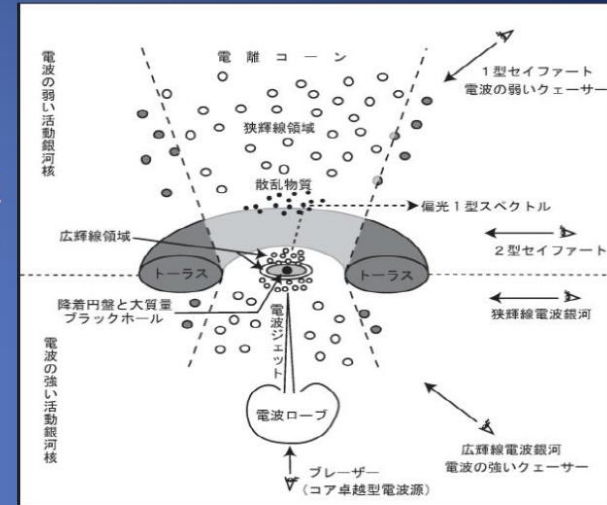 電波の弱い活動銀河核
電離コーン
1型セイファート
電波の弱いクェーサー
狭輝線領域
散乱物質
偏光1型スペクトル
広輝線領域
2型セイファート
トーラス
トーラス
降着円盤と大質量
ブラックホール
狭輝線電波銀河
電波ジェット
電波の強い活動銀河核
電波ローブ
広輝線電波銀河
電波の強いクェーサー
ブレーザー
(コア卓越型電波源)